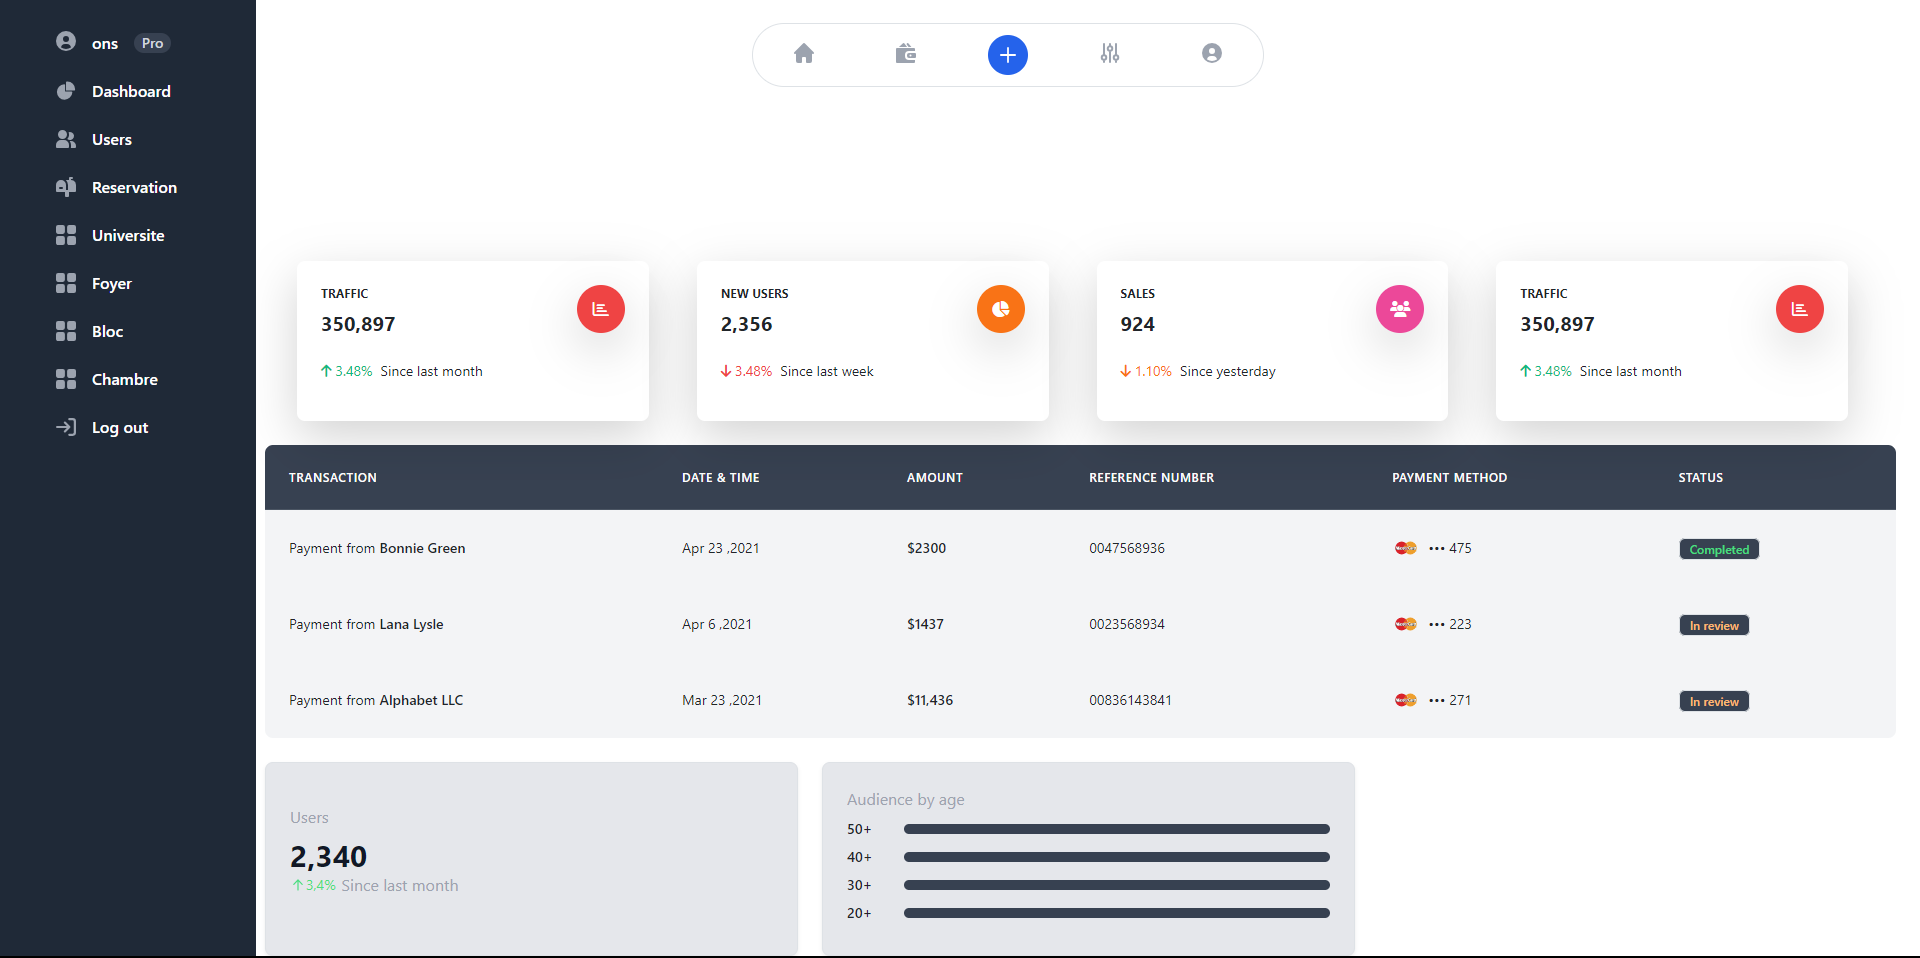 ons Pro
Dashboard
Users
Reservation
Universite
Foyer
Bloc
Chambre
Log out
TRAFFIC
350,897
3.48% Since last month
NEW USERS
2,356
3.48% Since last week
SALES
924
1.10% Since yesterday
TRAFFIC
350,897
3.48% Since last month
TRANSACTION DATE & TIME AMOUNT REFERENCE NUMBER PAYMENT METHOD STATUS
Payment from Bonnie Green Apr 23 ,2021 $2300 0047568936 ••• 475 Completed
Payment from Lana Lysle Apr 6 ,2021 $1437 0023568934 ••• 223 In review
Payment from Alphabet LLC Mar 23 ,2021 $11,436 00836143841 ••• 271 In review
Users
2,340
3.4% Since last month
Audience by age
50+
40+
30+
20+